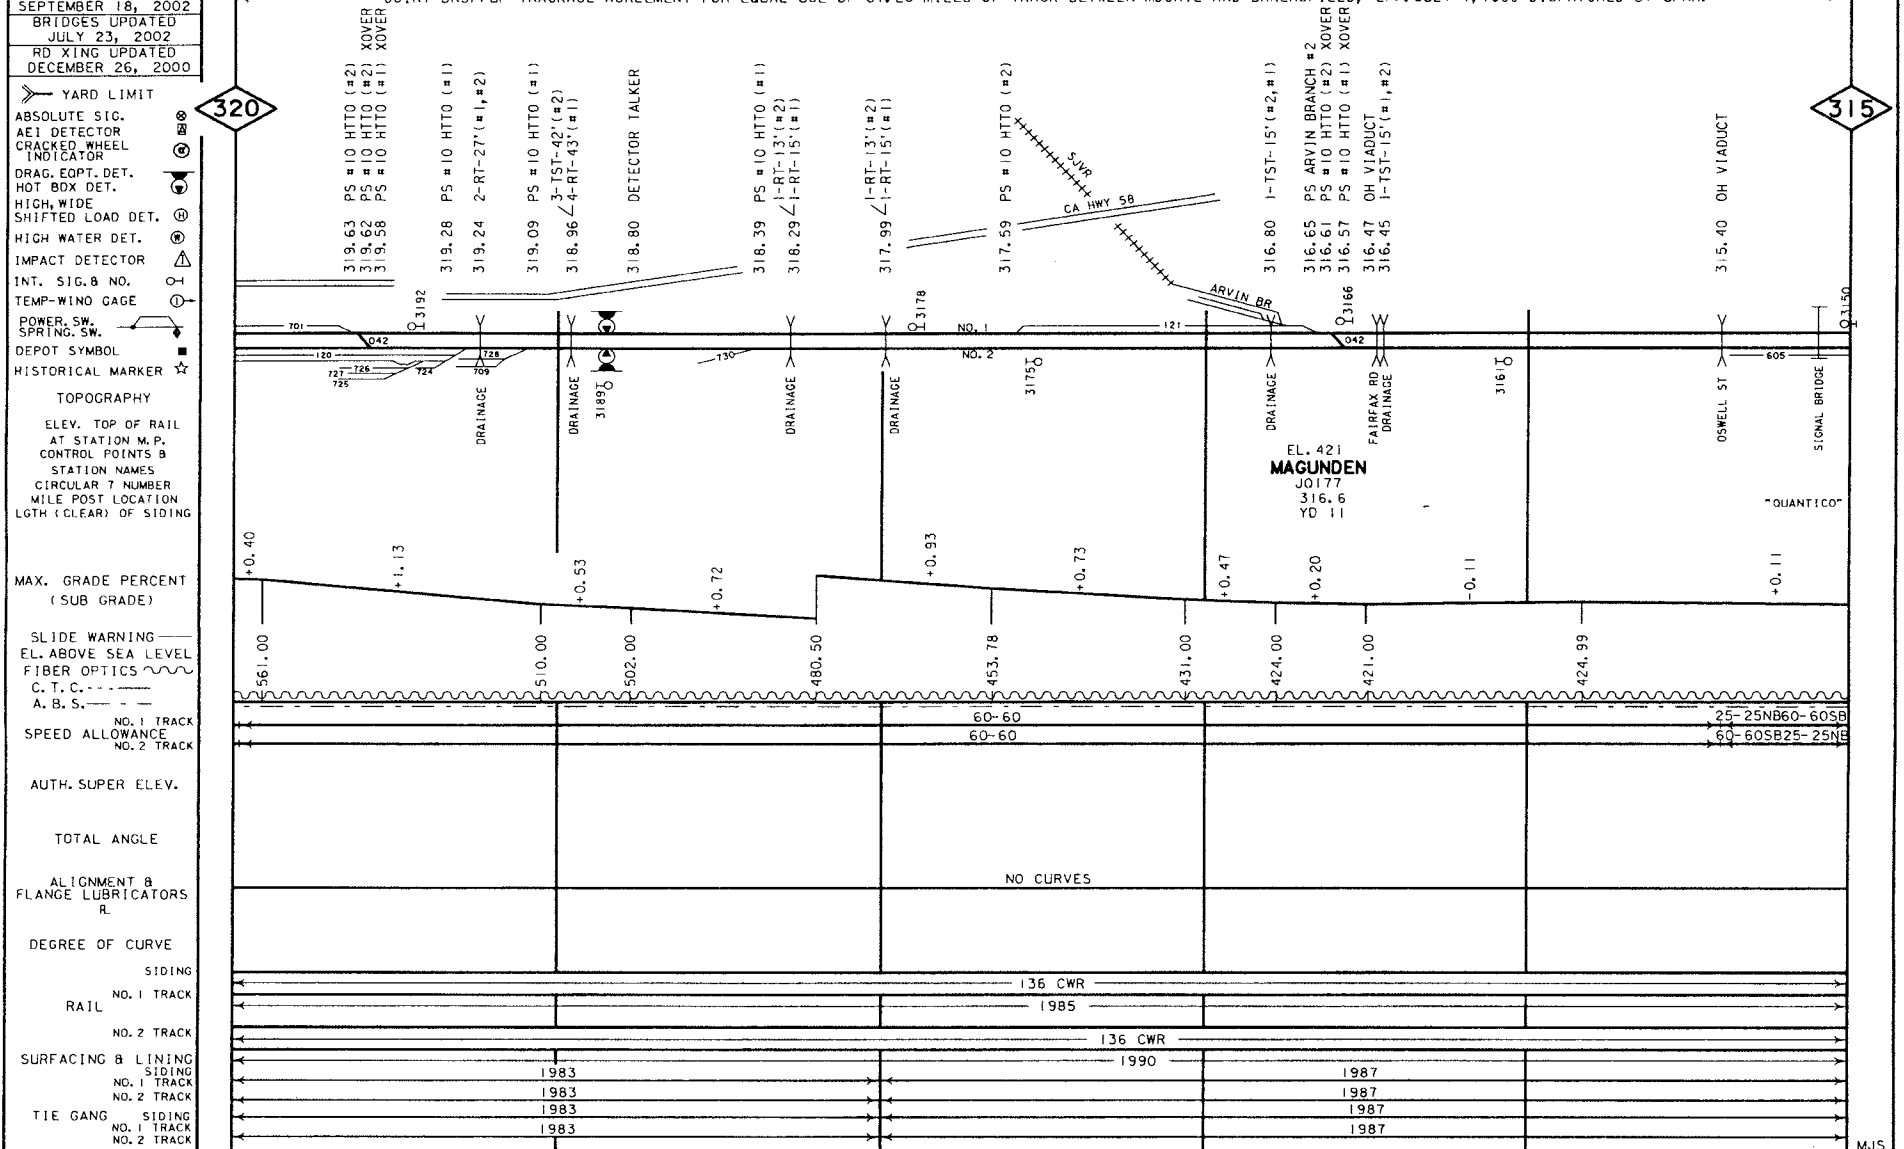 SEPTEMBER 18, 2002
BRIDGES UPDATED
JULY 23, 2002
RD XING UPDATED
DECEMBER 26, 2000
YARD LIMIT
ABSOLUTE SIG.
AEI DETECTOR
CRACKED WHEEL
INDICATOR
DRAG. EQPT. DET.
HOT BOX DET.
HIGH, WIDE
SHIFTED LOAD DET.
HIGH WATER DET.
IMPACT DETECTOR
INT. SIG. & NO.
TEMP-WIND GAGE
POWER. SW.
SPRING. SW.
DEPOT SYMBOL
HISTORICAL MARKER
TOPOGRAPHY
ELEV. TOP OF RAIL
AT STATION M.P.
CONTROL POINTS &
STATION NAMES
CIRCULAR 7 NUMBER
MILE POST LOCATION
LGTH (CLEAR) OF SIDING
MAX. GRADE PERCENT
(SUB GRADE)
SLIDE WARNING
EL. ABOVE SEA LEVEL
FIBER OPTICS
C. T. C.
A. B. S.
NO. 1 TRACK
SPEED ALLOWANCE
NO. 2 TRACK
AUTH. SUPER ELEV.
TOTAL ANGLE
ALIGNMENT &
FLANGE LUBRICATORS
DEGREE OF CURVE
SIDING
NO. 1 TRACK
RAIL
NO. 2 TRACK
SURFACING & LINING
SIDING
NO. 1 TRACK
NO. 2 TRACK
TIE GANG SIDING
NO. 1 TRACK
NO. 2 TRACK
320
315
319.63 PS #10 HTTO (#2)
319.62 PS #10 HTTO (#2) XOVER
319.58 PS #10 HTTO (#1) XOVER
319.28 PS #10 HTTO (#1)
319.24 2-RT-27'(#1,#2)
319.09 PS #10 HTTO (#1)
3-TST-42'(#2)
318.96 4-RT-43'(#1)
318.80 DETECTOR TALKER
318.39 PS #10 HTTO (#1)
1-RT-13'(#2)
318.29 1-RT-15'(#1)
1-RT-13'(#2)
317.99 1-RT-15'(#1)
317.59 PS #10 HTTO (#2)
SJVR
CA HWY 58
316.80 1-TST-15'(#2,#1)
316.65 PS ARVIN BRANCH #2
316.61 PS #10 HTTO (#2) XOVER
316.57 PS #10 HTTO (#1) XOVER
316.47 OH VIADUCT
316.45 1-TST-15'(#1,#2)
315.40 OH VIADUCT
ARVIN BR
3192
3178
3166
3150
701
042
NO. 1
121
042
120
728
730
NO. 2
605
727
726
724
709
725
3189
3175
3161
DRAINAGE
DRAINAGE
DRAINAGE
DRAINAGE
DRAINAGE
FAIRFAX RD
DRAINAGE
OSWELL ST
SIGNAL BRIDGE
EL. 421
MAGUNDEN
JQ177
316.6
YD 11
"QUANTICO"
+0.40
+1.13
+0.53
+0.72
+0.93
+0.73
+0.47
+0.20
-0.11
+0.11
561.00
510.00
502.00
480.50
453.78
431.00
424.00
421.00
424.99
60-60
25-25NB60-60SB
60-60
60-60SB25-25NB
NO CURVES
136 CWR
1985
136 CWR
1990
1983 1987
1983 1987
1983 1987
1983 1987
MJS